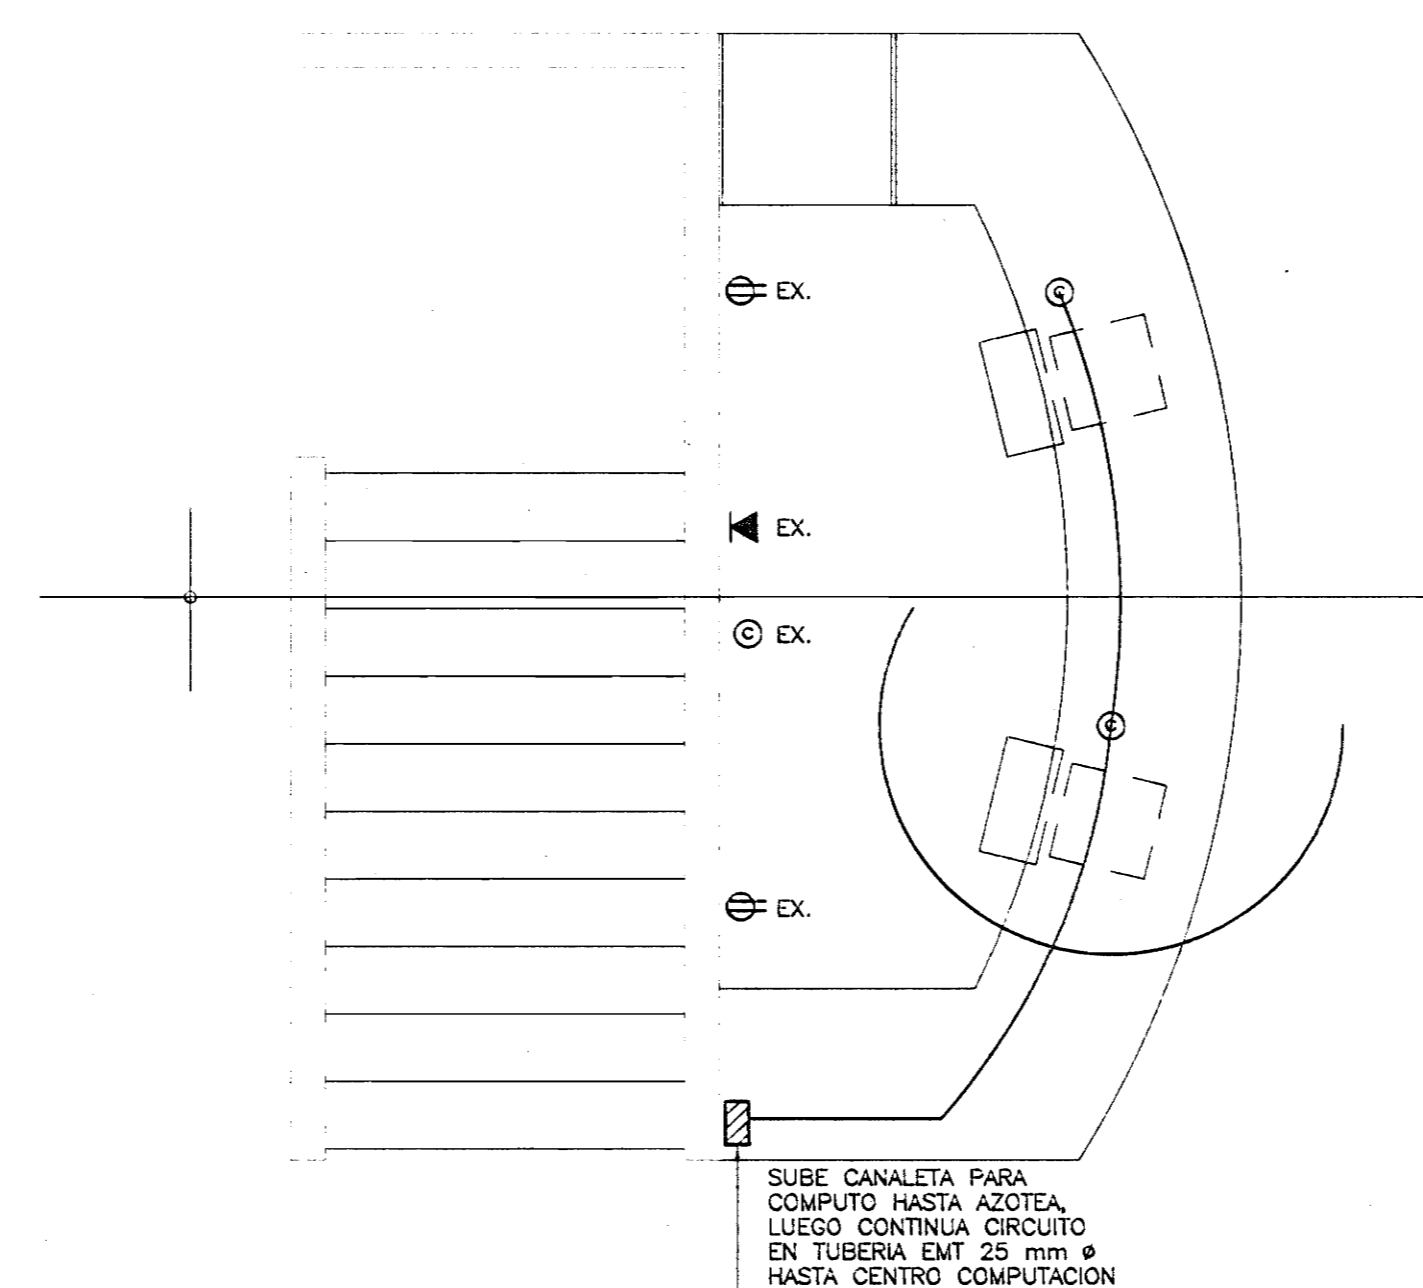 EX.
C
EX.
C EX.
C
EX.
SUBE CANALETA PARA
COMPUTO HASTA AZOTEA,
LUEGO CONTINUA CIRCUITO
EN TUBERIA EMT 25 mm ø
HASTA CENTRO COMPUTACION